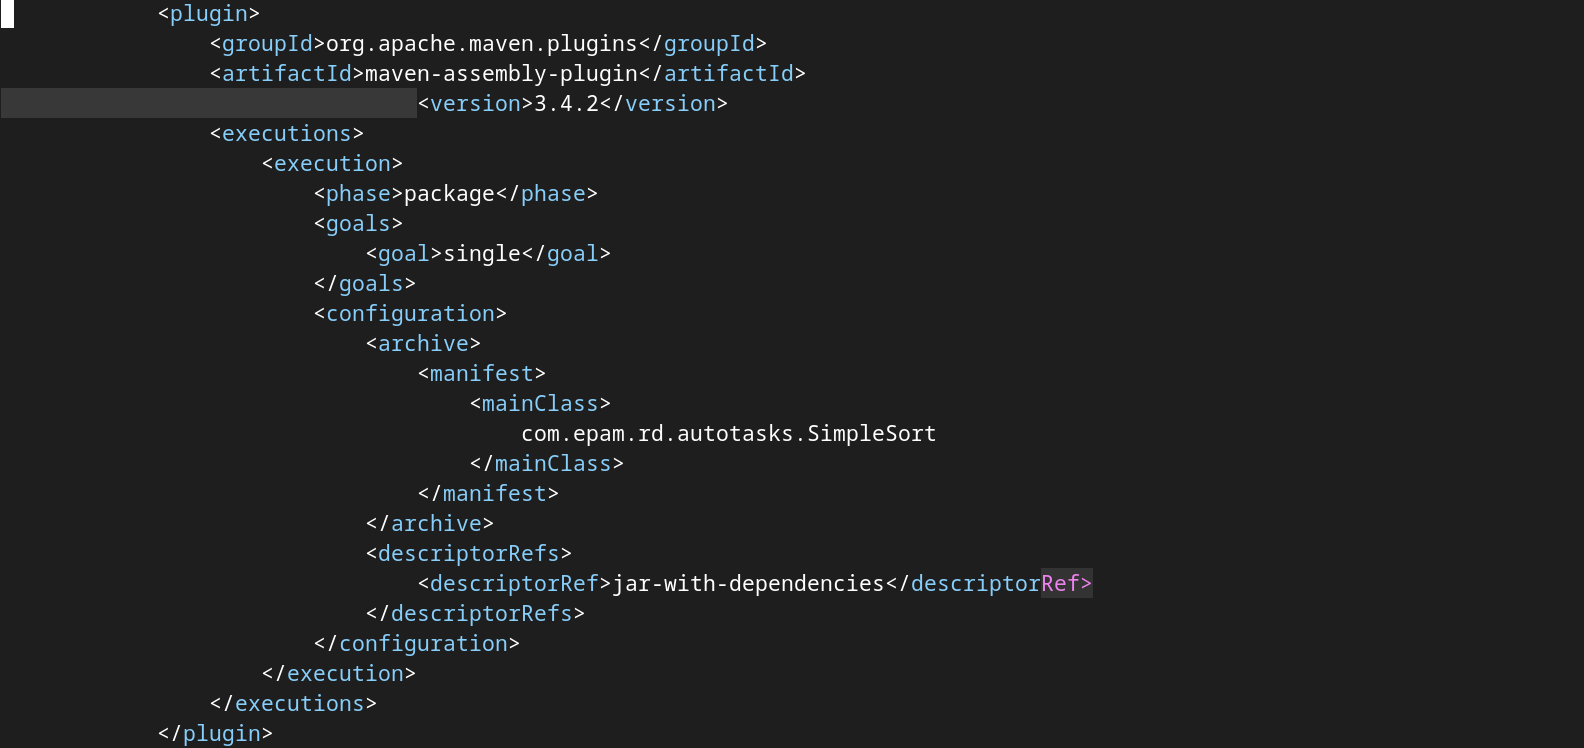 <plugin>
<groupId>org.apache.maven.plugins</groupId>
<artifactId>maven-assembly-plugin</artifactId>
<version>3.4.2</version>
<executions>
<execution>
<phase>package</phase>
<goals>
<goal>single</goal>
</goals>
<configuration>
<archive>
<manifest>
<mainClass>
com.epam.rd.autotasks.SimpleSort
</mainClass>
</manifest>
</archive>
<descriptorRefs>
<descriptorRef>jar-with-dependencies</descriptorRef>
</descriptorRefs>
</configuration>
</execution>
</executions>
</plugin>